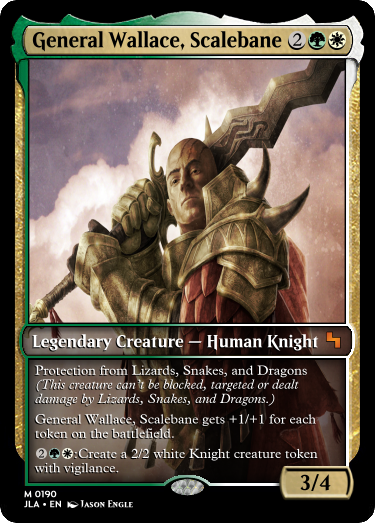 General Wallace, Scalebane 2
Legendary Creature — Human Knight
Protection from Lizards, Snakes, and Dragons
(This creature can't be blocked, targeted or dealt
damage by Lizards, Snakes, and Dragons.)
General Wallace, Scalebane gets +1/+1 for each
token on the battlefield.
2 :Create a 2/2 white Knight creature token
with vigilance.
3/4
M 0190
JLA • EN Jason Engle